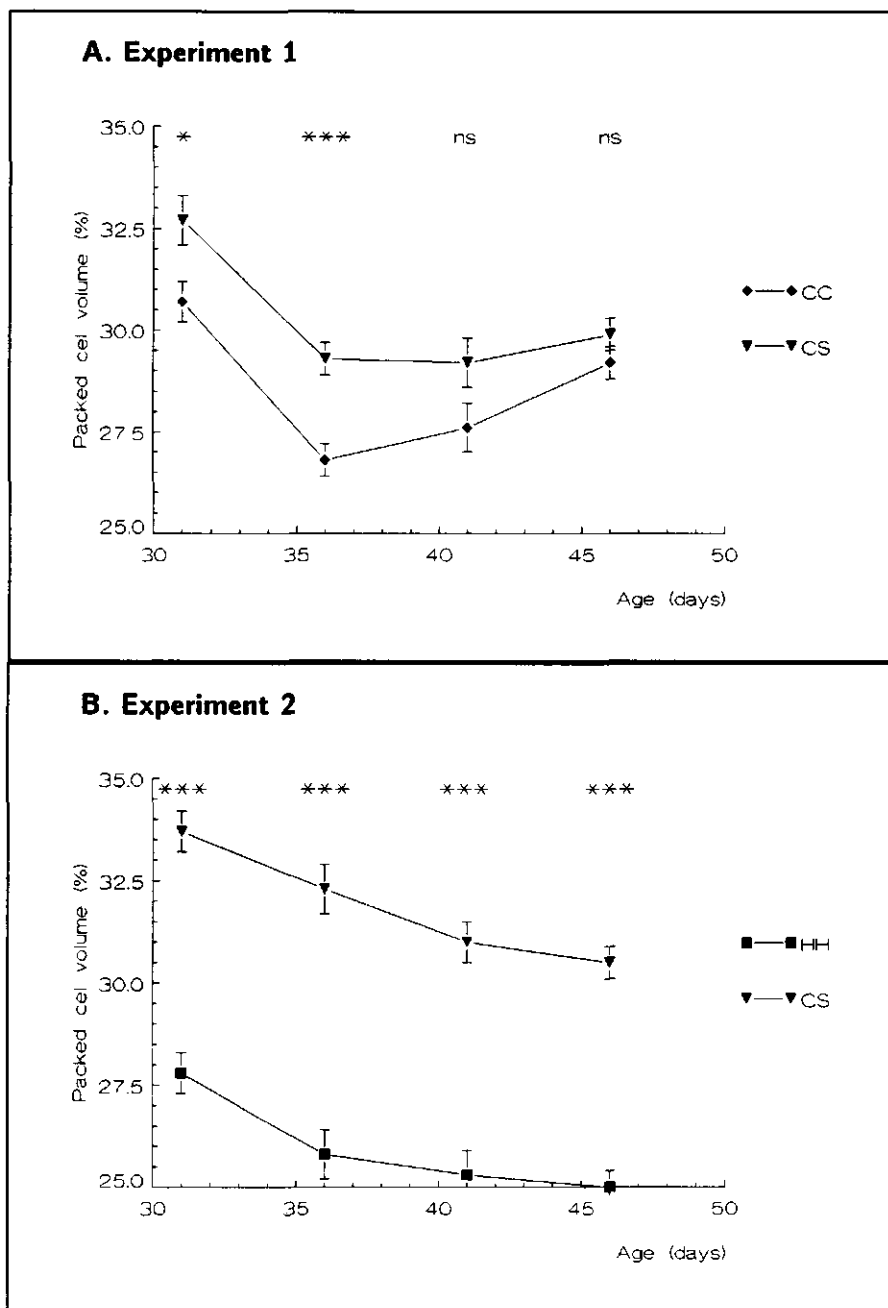 A. Experiment 1
35.0
* *** ns ns
32.5
30.0
27.5
25.0
Packed cel volume (%)
30 35 40 45 50
Age (days)
CC
CS
B. Experiment 2
35.0
*** *** *** ***
32.5
30.0
27.5
25.0
Packed cel volume (%)
30 35 40 45 50
Age (days)
HH
CS